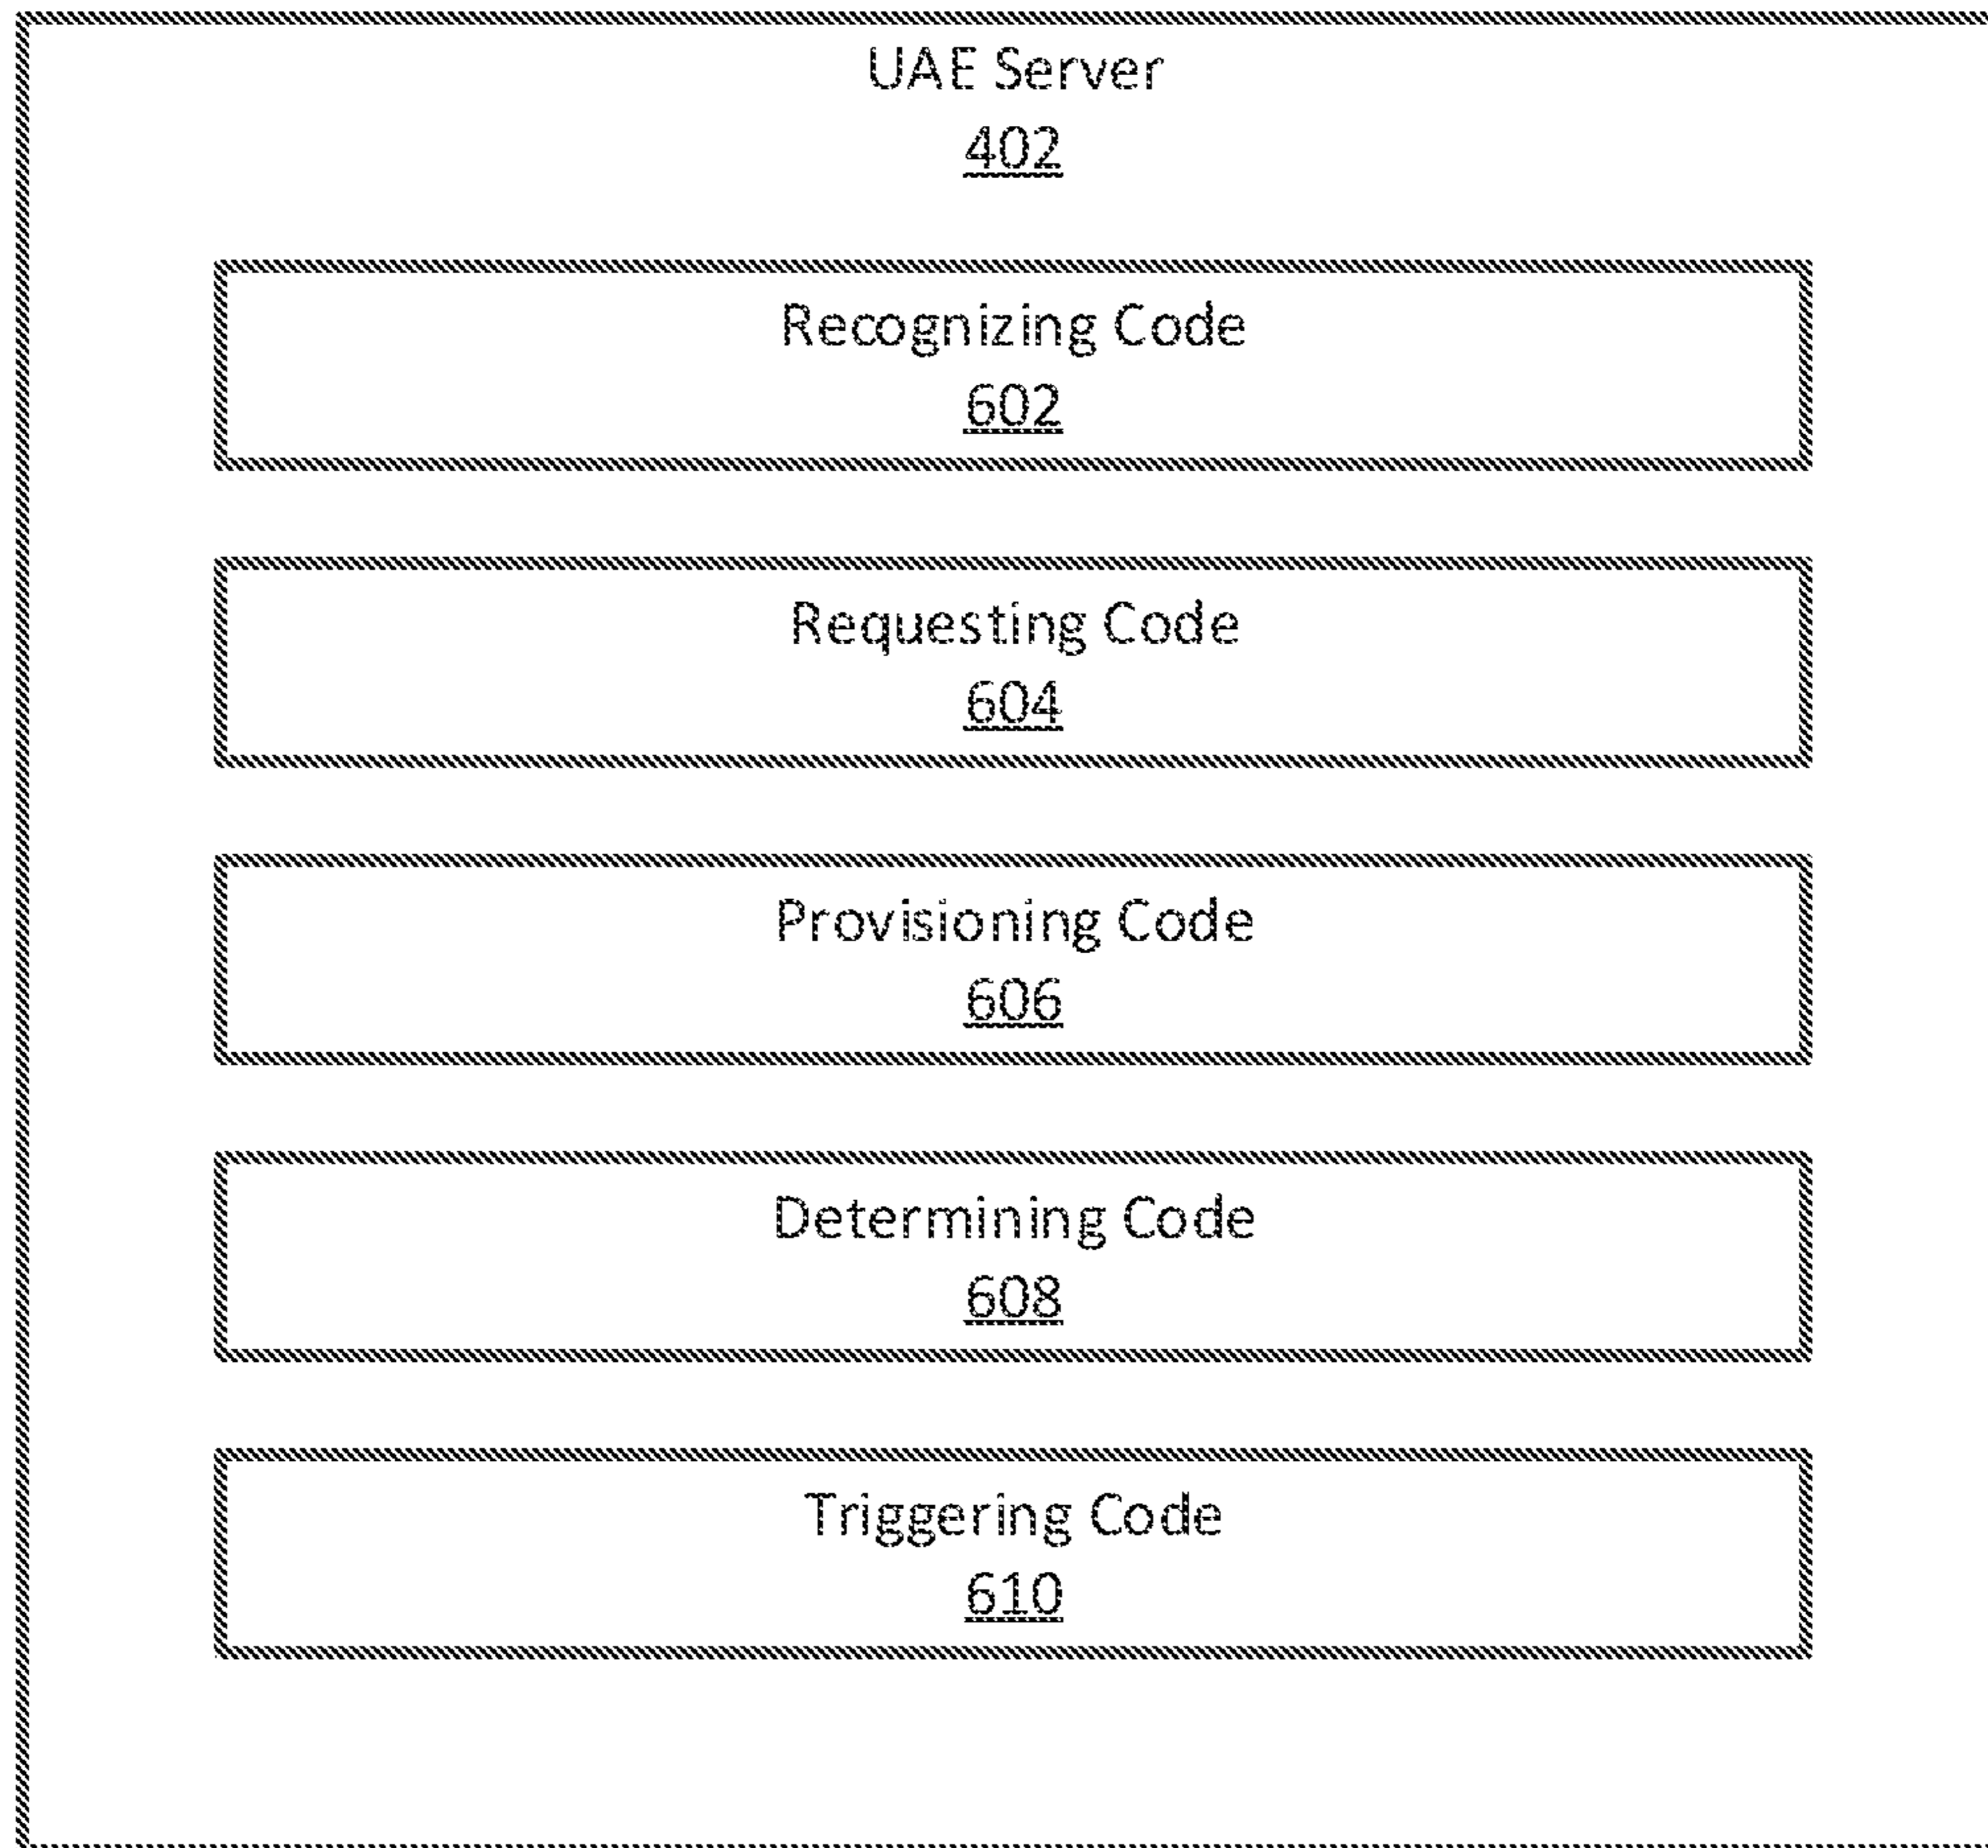 UAE Server
402
Recognizing Code
602
Requesting Code
604
Provisioning Code
606
Determining Code
608
Triggering Code
610